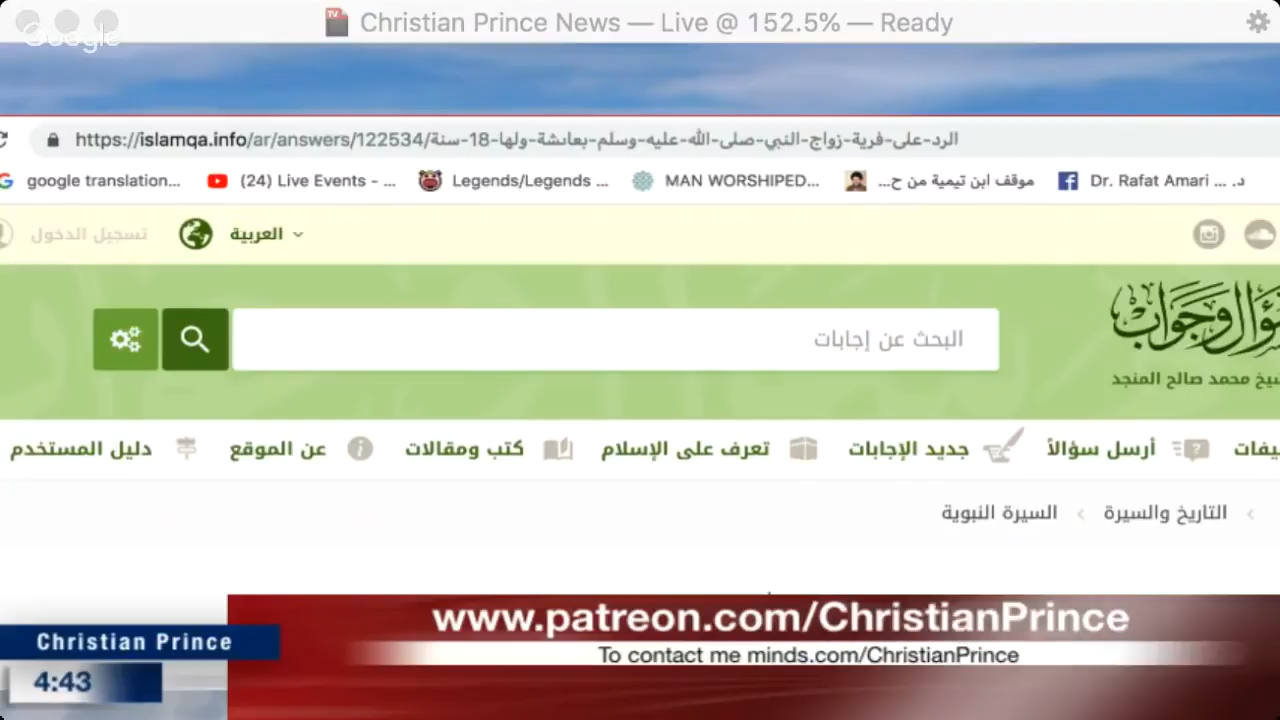 Christian Prince News — Live @ 152.5% — Ready
Google
https://islamqa.info/ar/answers/122534/الرد-على-فرية-زواج-النبي-صلى-الله-عليه-وسلم-بعائشة-ولها-18-سنة
google translation... (24) Live Events - ... Legends/Legends ... MAN WORSHIPED... موقف ابن تيمية من ح... Dr. Rafat Amari ... د.
تسجيل الدخول العربية
البحث عن إجابات
سؤال وجواب
محمد صالح المنجد
أرسل سؤالاً جديد الإجابات تعرف على الإسلام كتب ومقالات عن الموقع دليل المستخدم
التاريخ والسيرة › السيرة النبوية
www.patreon.com/ChristianPrince
Christian Prince
To contact me minds.com/ChristianPrince
4:43